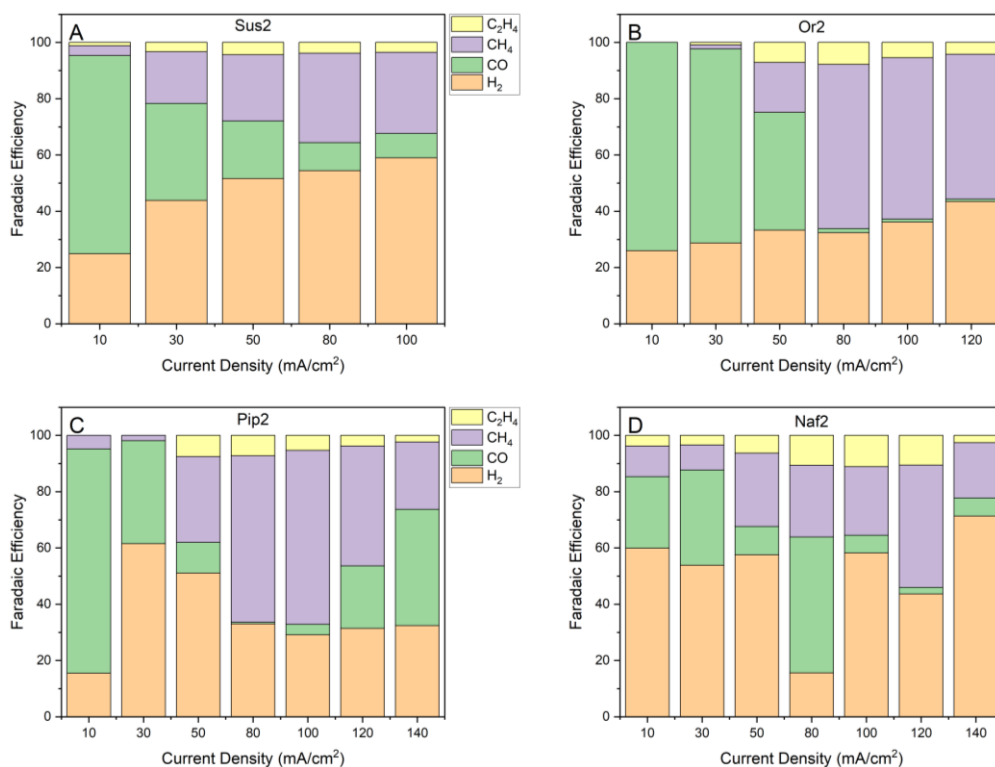 A
Sus2
C₂H₄
CH₄
CO
H₂
Faradaic Efficiency
100
80
60
40
20
0
10 30 50 80 100
Current Density (mA/cm²)
B
Or2
Faradaic Efficiency
100
80
60
40
20
0
10 30 50 80 100 120
Current Density (mA/cm²)
C
Pip2
C₂H₄
CH₄
CO
H₂
Faradaic Efficiency
100
80
60
40
20
0
10 30 50 80 100 120 140
Current Density (mA/cm²)
D
Naf2
Faradaic Efficiency
100
80
60
40
20
0
10 30 50 80 100 120 140
Current Density (mA/cm²)